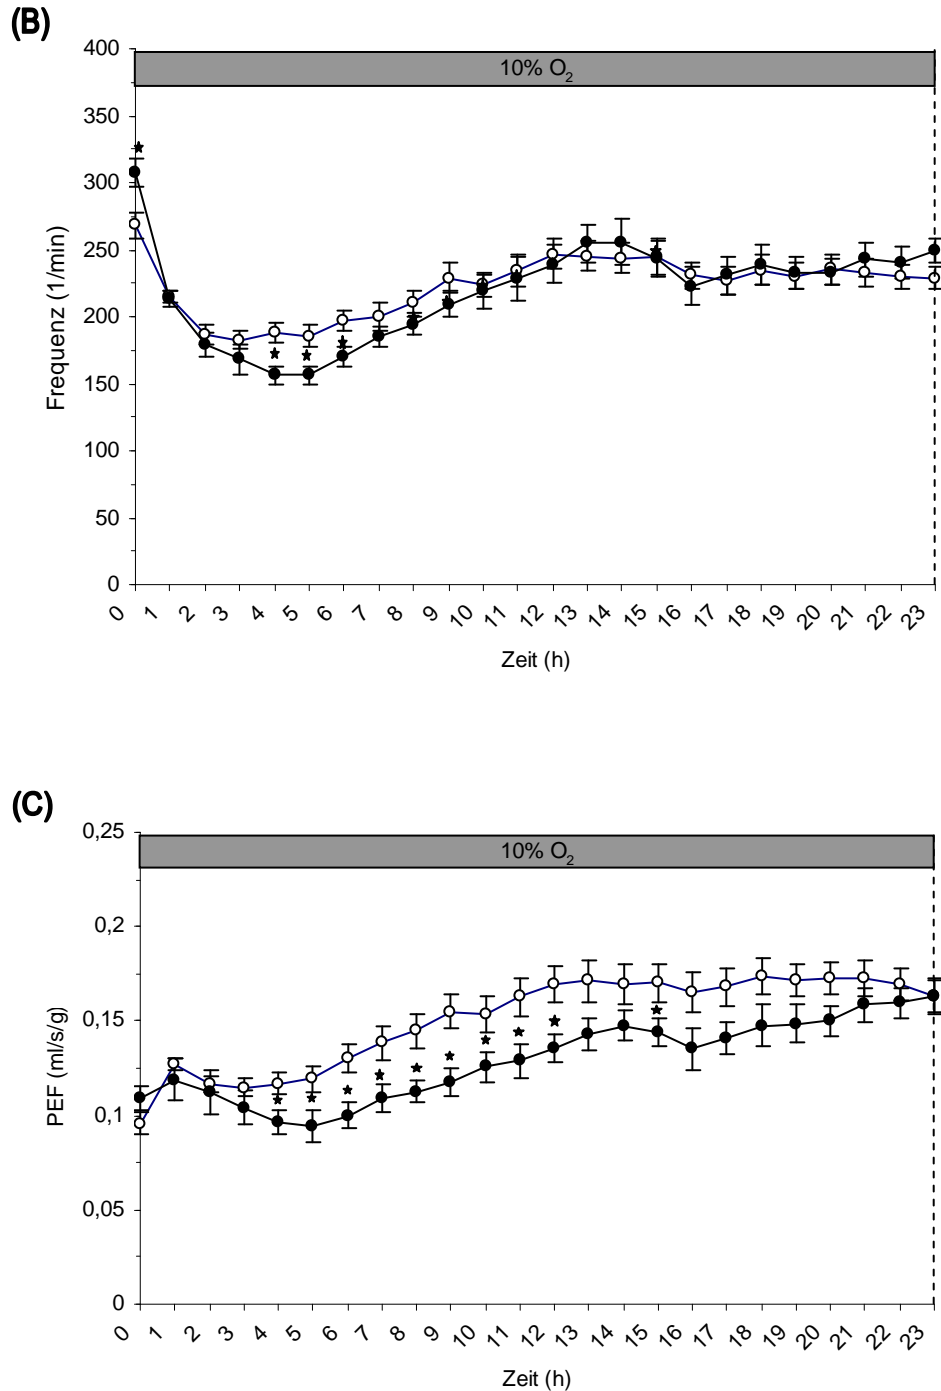 (B)
400
10% O2
350
300
250
200
150
100
50
0
Frequenz (1/min)
0 1 2 3 4 5 6 7 8 9 10 11 12 13 14 15 16 17 18 19 20 21 22 23
Zeit (h)
(C)
0,25
10% O2
0,2
0,15
0,1
0,05
0
PEF (ml/s/g)
0 1 2 3 4 5 6 7 8 9 10 11 12 13 14 15 16 17 18 19 20 21 22 23
Zeit (h)